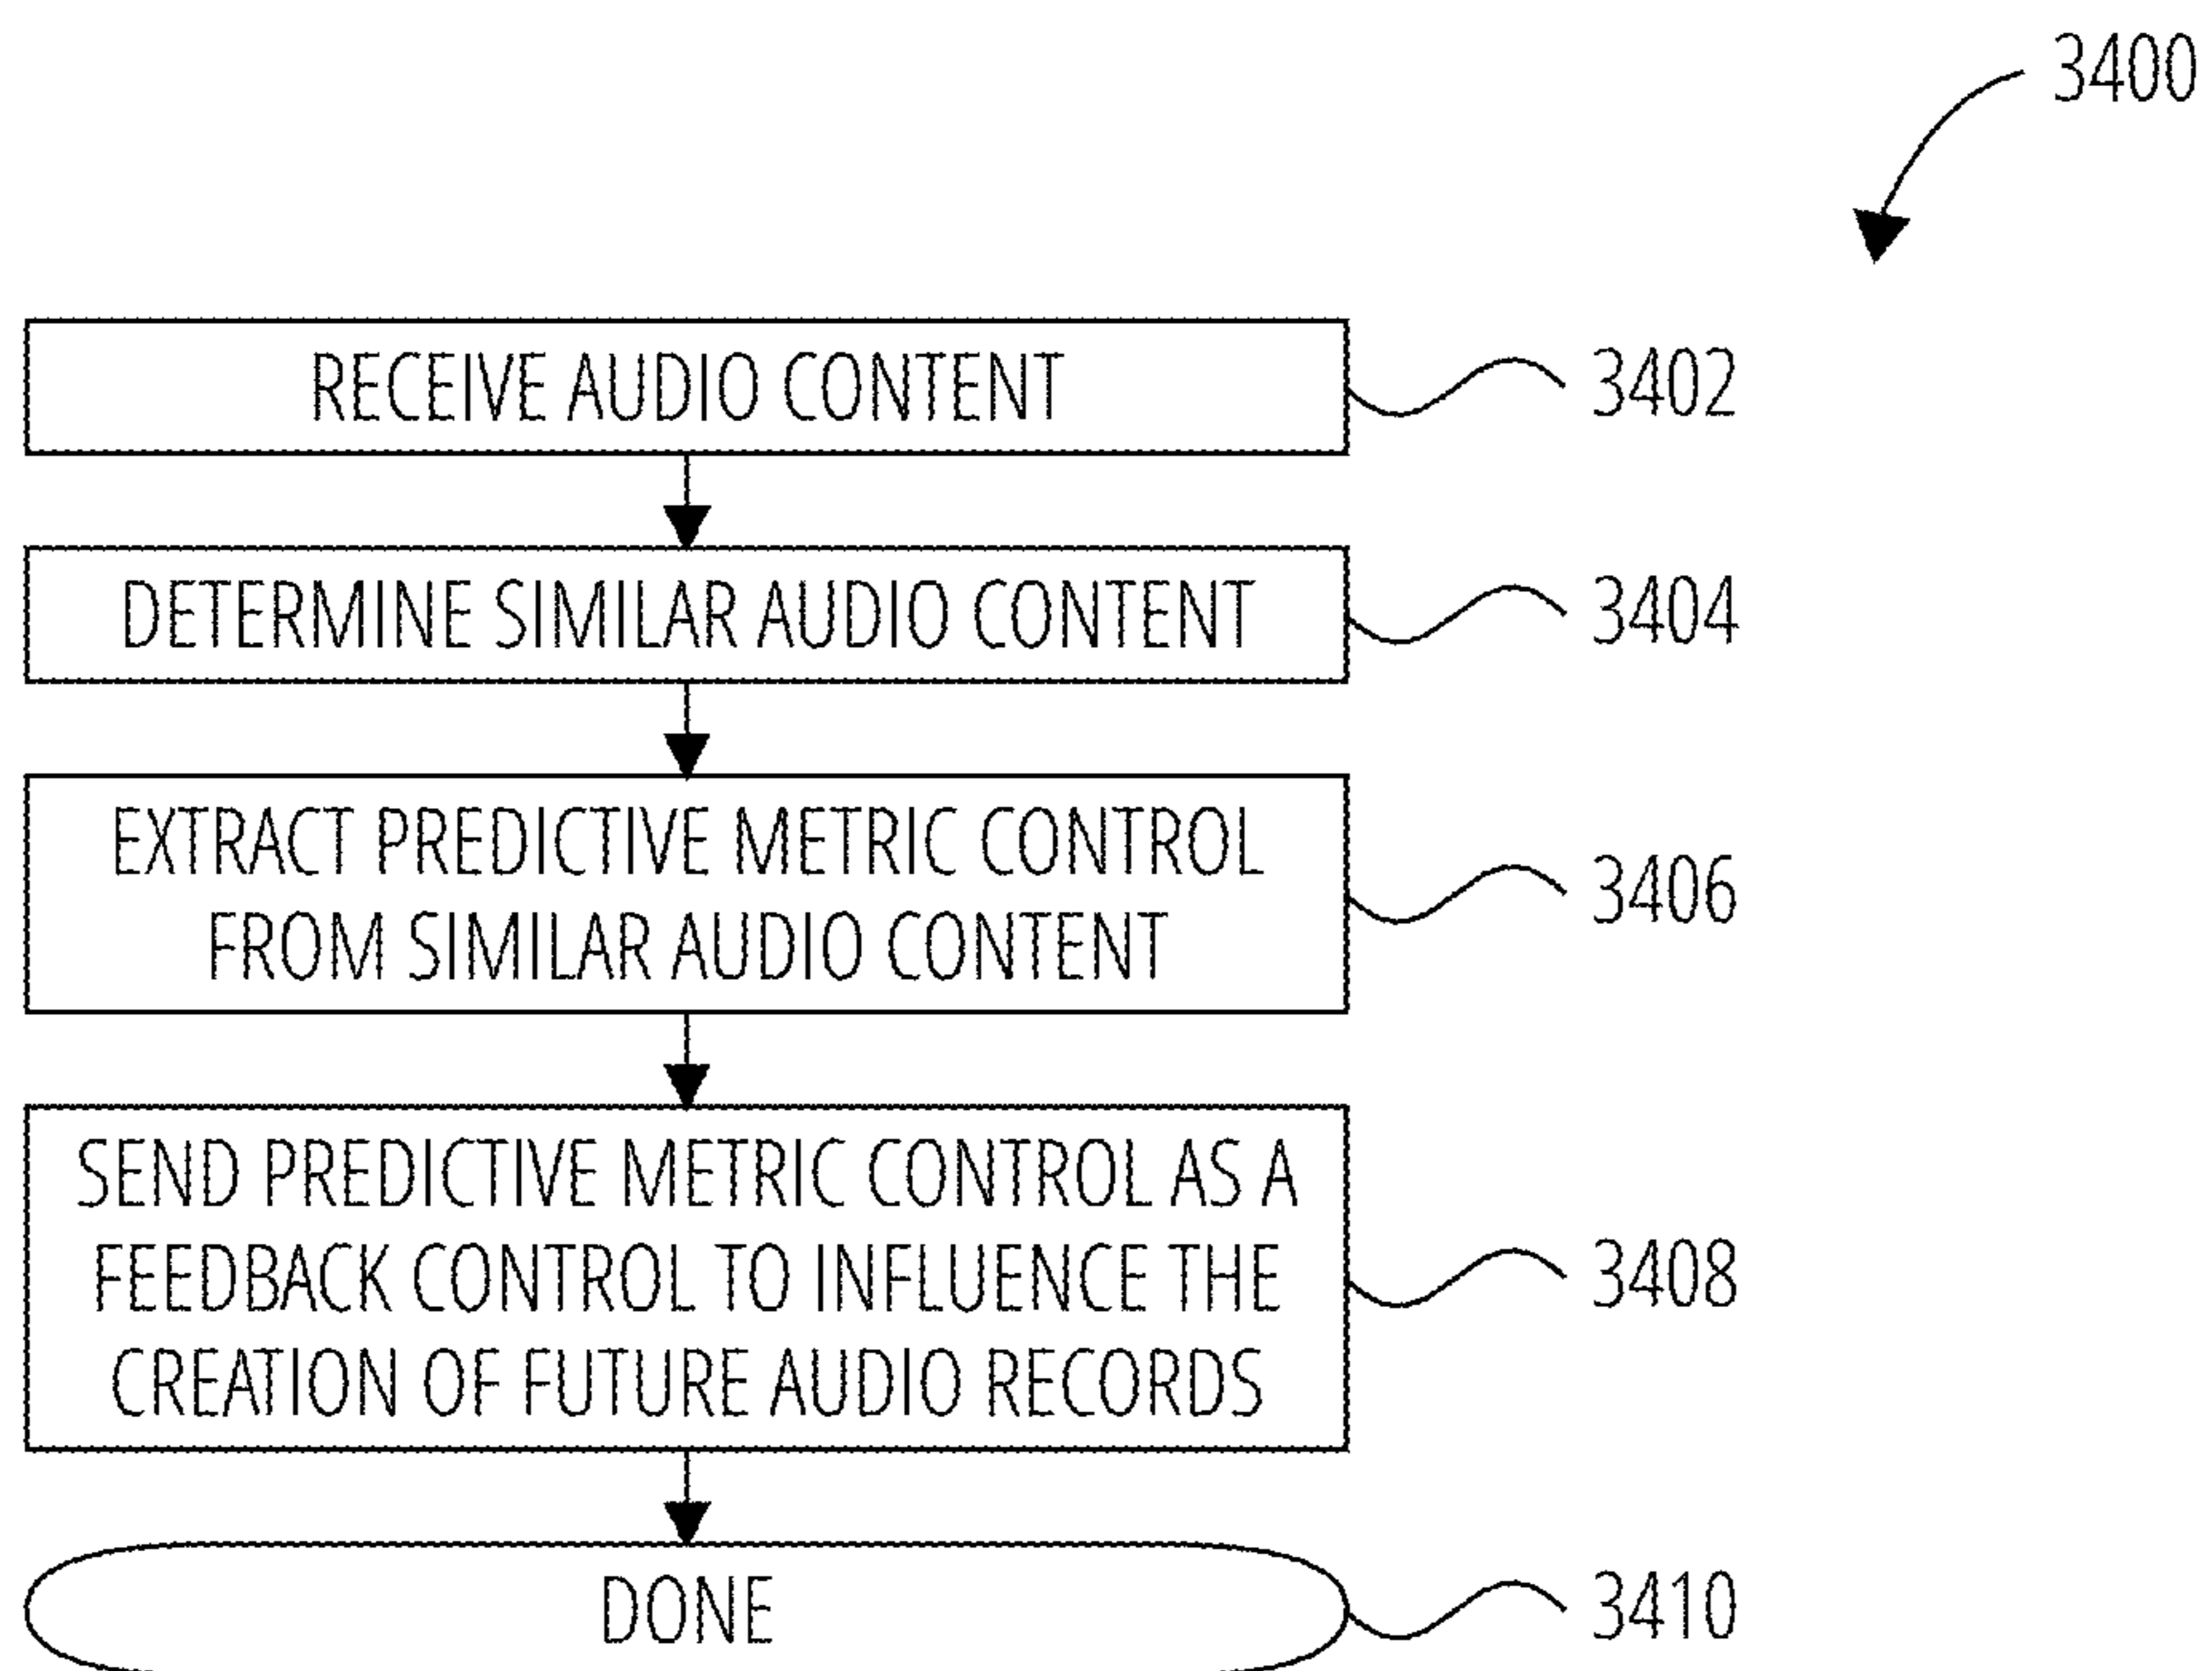 3400
RECEIVE AUDIO CONTENT
3402
DETERMINE SIMILAR AUDIO CONTENT
3404
EXTRACT PREDICTIVE METRIC CONTROL
FROM SIMILAR AUDIO CONTENT
3406
SEND PREDICTIVE METRIC CONTROL AS A
FEEDBACK CONTROL TO INFLUENCE THE
CREATION OF FUTURE AUDIO RECORDS
3408
DONE
3410